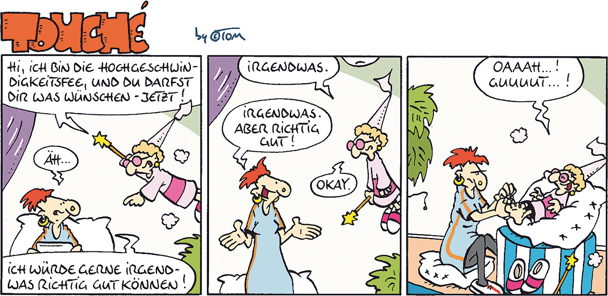 TOUCHÉ
by ©Tom
HI, ICH BIN DIE HOCHGESCHWIN-
DIGKEITSFEE, UND DU DARFST
DIR WAS WÜNSCHEN - JETZT!
ÄH...
ICH WÜRDE GERNE IRGEND-
WAS RICHTIG GUT KÖNNEN!
IRGENDWAS.
IRGENDWAS.
ABER RICHTIG
GUT!
OKAY.
OAAAH...!
GUUUUT...!